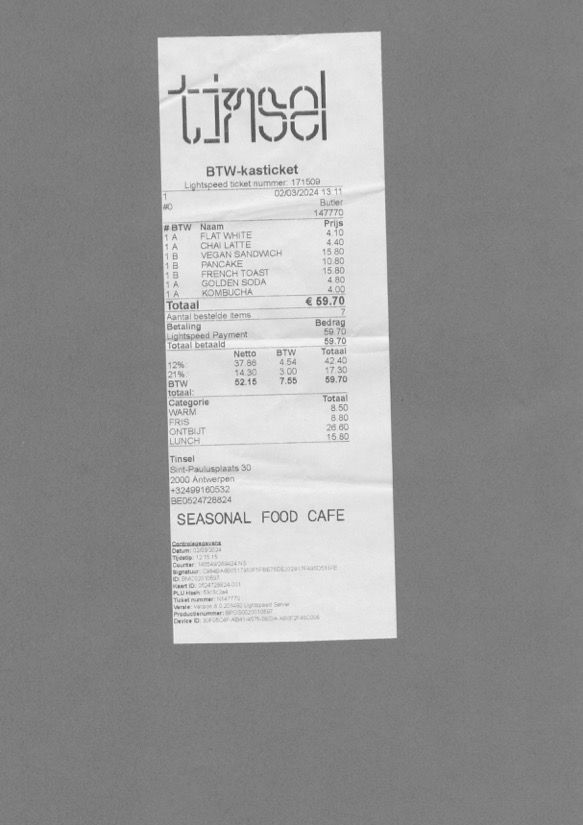 tinsel
BTW-kasticket
Lightspeed ticket nummer: 171509
1 02/03/2024 13:11
#0 Butler
147770
# BTW Naam Prijs
1 A FLAT WHITE 4.10
1 A CHAI LATTE 4.40
1 B VEGAN SANDWICH 15.80
1 B PANCAKE 10.80
1 B FRENCH TOAST 15.80
1 A GOLDEN SODA 4.80
1 A KOMBUCHA 4.00
Totaal € 59.70
Aantal bestelde items 7
Betaling Bedrag
Lightspeed Payment 59.70
Totaal betaald 59.70
Netto BTW Totaal
12% 37.86 4.54 42.40
21% 14.30 3.00 17.30
BTW 52.15 7.55 59.70
totaal:
Categorie Totaal
WARM 8.50
FRIS 8.80
ONTBIJT 26.60
LUNCH 15.80
Tinsel
Sint-Paulusplaats 30
2000 Antwerpen
+32499160532
BE0524728824
SEASONAL FOOD CAFE
Controlegegevens
Datum: 02/03/2024
Tijdstip:
Counter:
Signatuur:
ID:
Kaart ID:
PLU Hash:
Ticket nummer:
Versie: Lightspeed Server
Productienummer:
Device ID: